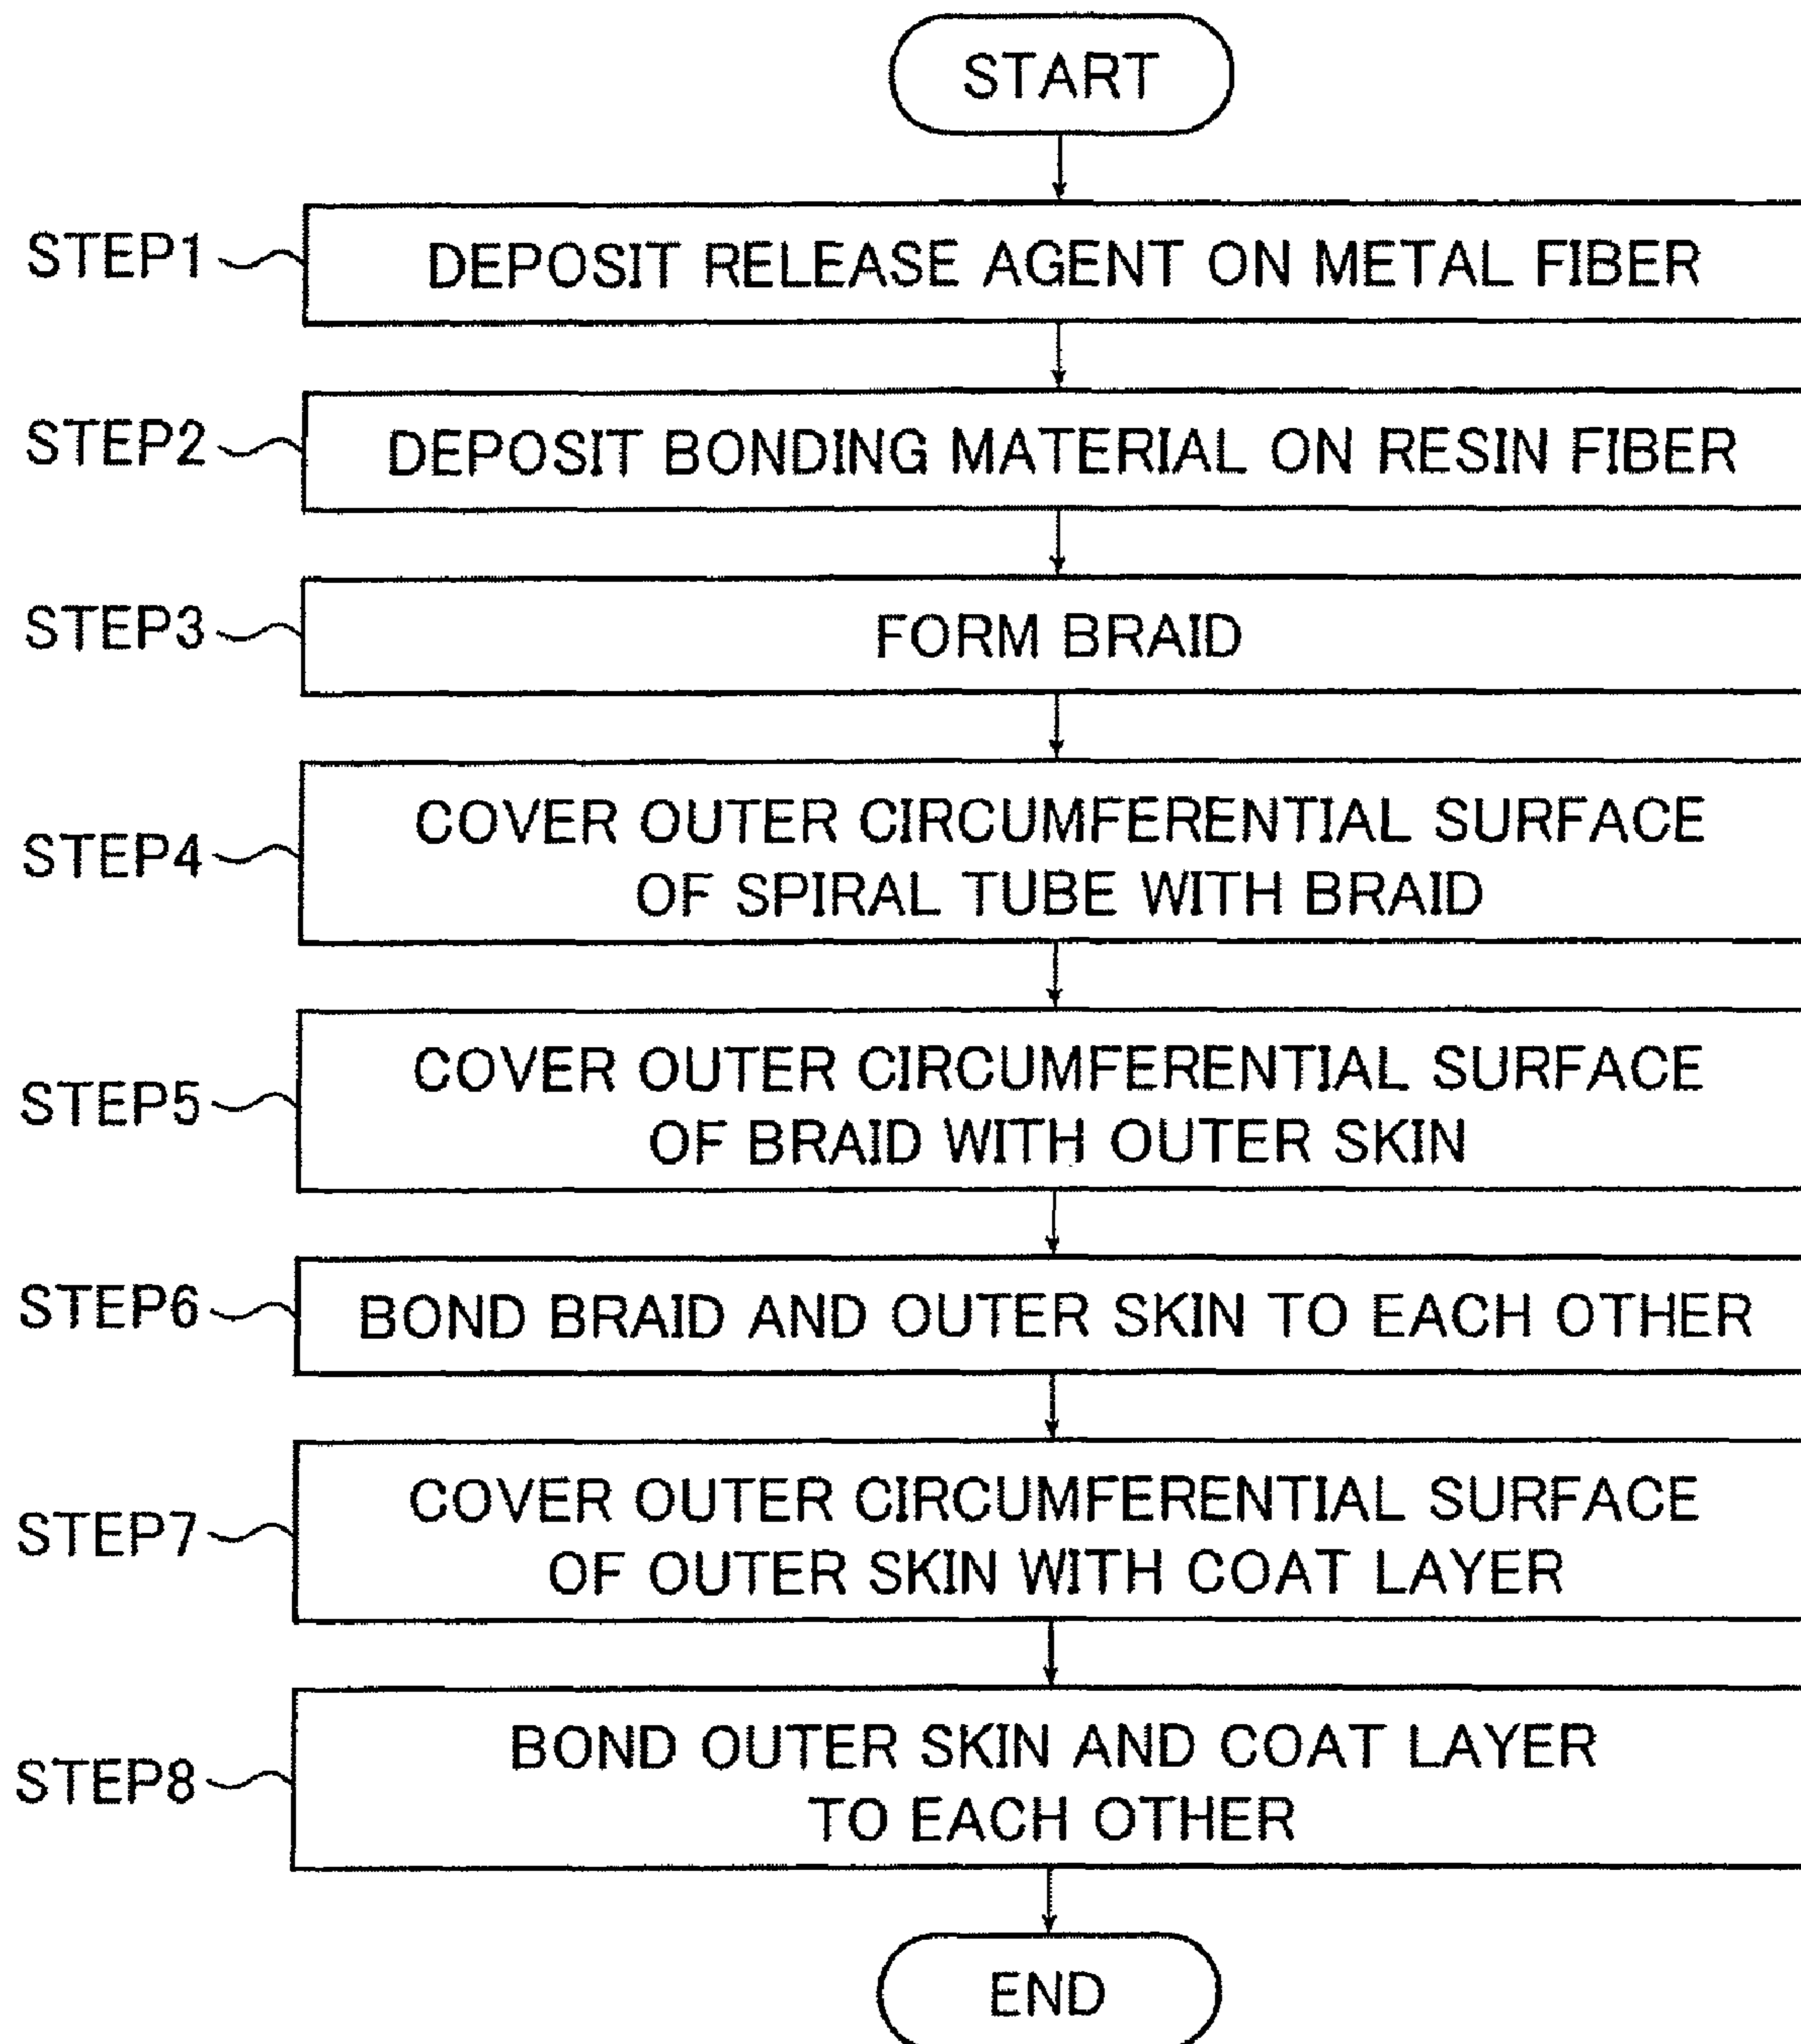 START
STEP1
DEPOSIT RELEASE AGENT ON METAL FIBER
STEP2
DEPOSIT BONDING MATERIAL ON RESIN FIBER
STEP3
FORM BRAID
STEP4
COVER OUTER CIRCUMFERENTIAL SURFACE
OF SPIRAL TUBE WITH BRAID
STEP5
COVER OUTER CIRCUMFERENTIAL SURFACE
OF BRAID WITH OUTER SKIN
STEP6
BOND BRAID AND OUTER SKIN TO EACH OTHER
STEP7
COVER OUTER CIRCUMFERENTIAL SURFACE
OF OUTER SKIN WITH COAT LAYER
STEP8
BOND OUTER SKIN AND COAT LAYER
TO EACH OTHER
END